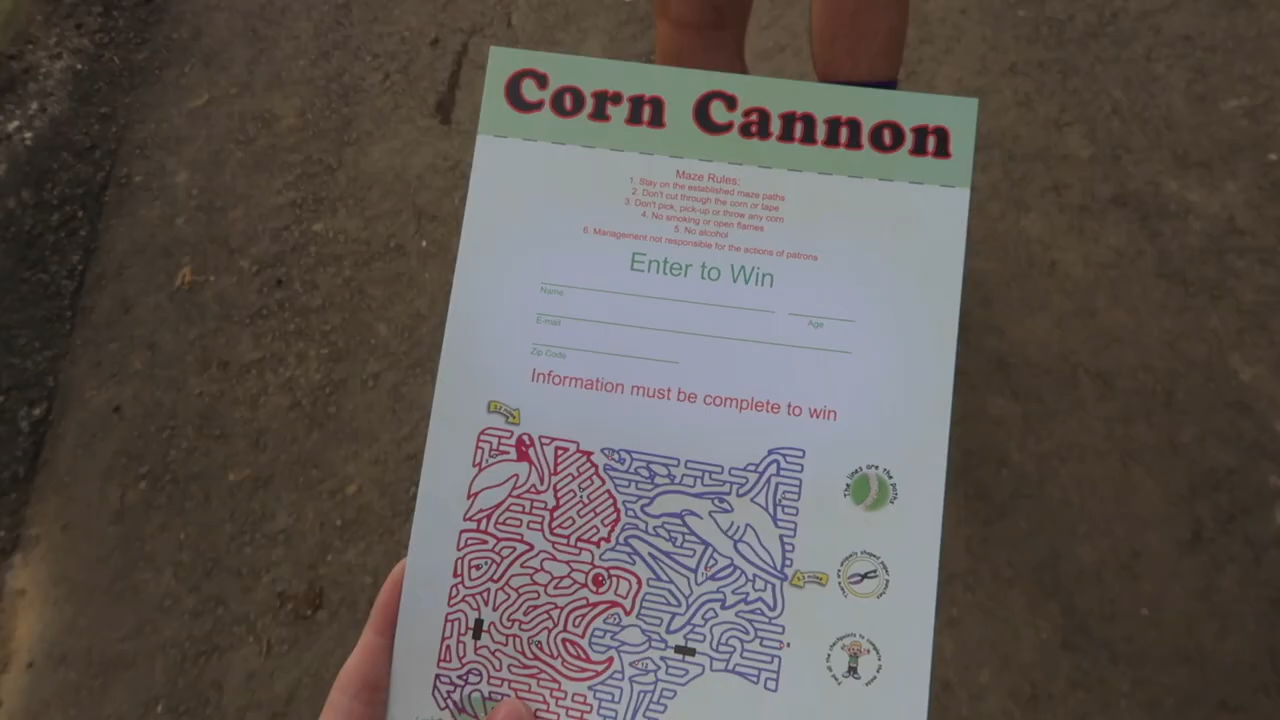 Corn Cannon
Maze Rules:
1. Stay on the established maze paths
2. Don't cut through the corn or tape
3. Don't pick, pick-up or throw any corn
4. No smoking or open flames
5. No alcohol
6. Management not responsible for the actions of patrons
Enter to Win
Name
Age
E-mail
Zip Code
Information must be complete to win
The lines are the paths